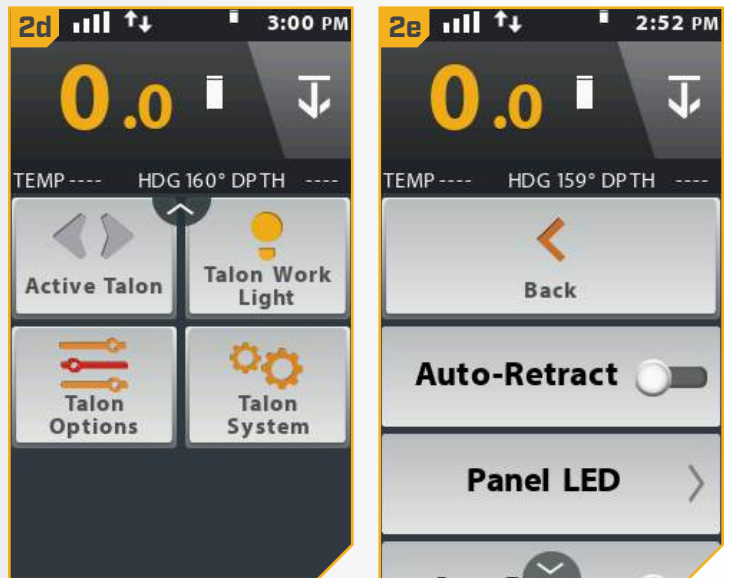 2d
3:00 PM
0.0
TEMP ---- HDG 160° DPTH ----
Active Talon
Talon Work
Light
Talon
Options
Talon
System
2e
2:52 PM
0.0
TEMP ---- HDG 159° DPTH ----
Back
Auto-Retract
Panel LED